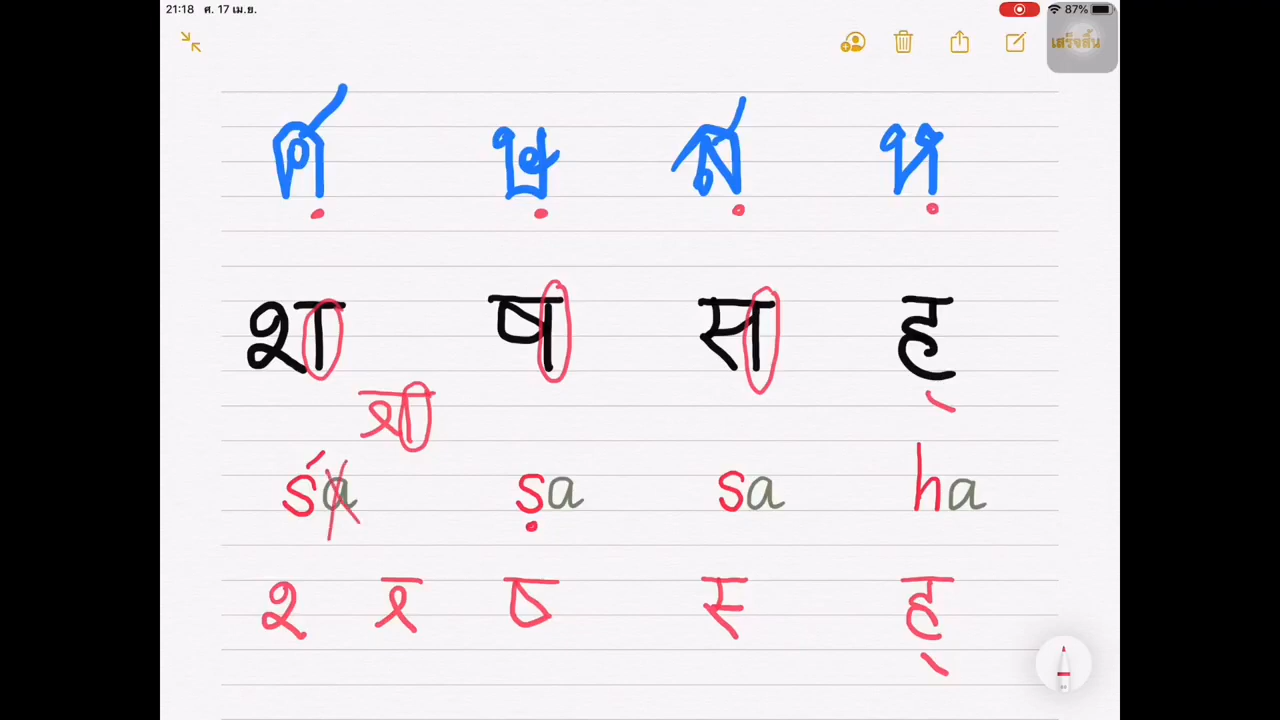 21:18 ศ. 17 เม.ย. 87%
เสร็จสิ้น
ศ ษ ส ห
श ष स ह
श
śa ṣa sa ha